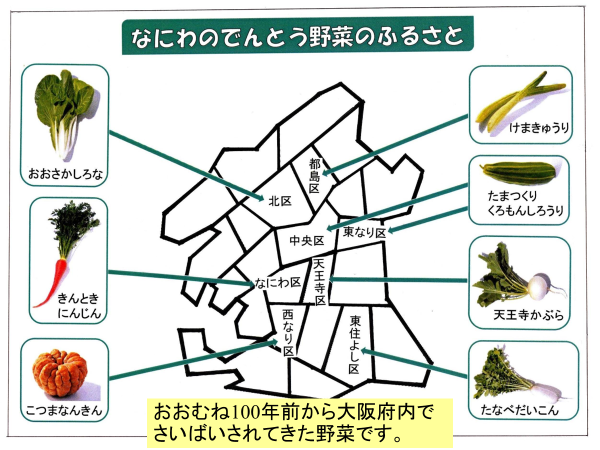 なにわのでんとう野菜のふるさと
おおさかしろな
けまきゅうり
都島区
北区
たまつくり
くろもんしろうり
中央区
東なり区
きんとき
にんじん
なにわ区
天王寺区
天王寺かぶら
西なり区
東住よし区
こつまなんきん
たなべだいこん
おおむね100年前から大阪府内で
さいばいされてきた野菜です。